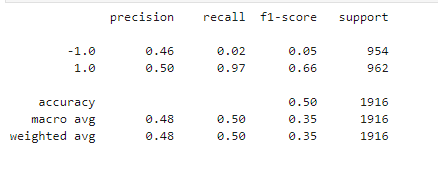 precision recall f1-score support
-1.0 0.46 0.02 0.05 954
1.0 0.50 0.97 0.66 962
accuracy 0.50 1916
macro avg 0.48 0.50 0.35 1916
weighted avg 0.48 0.50 0.35 1916